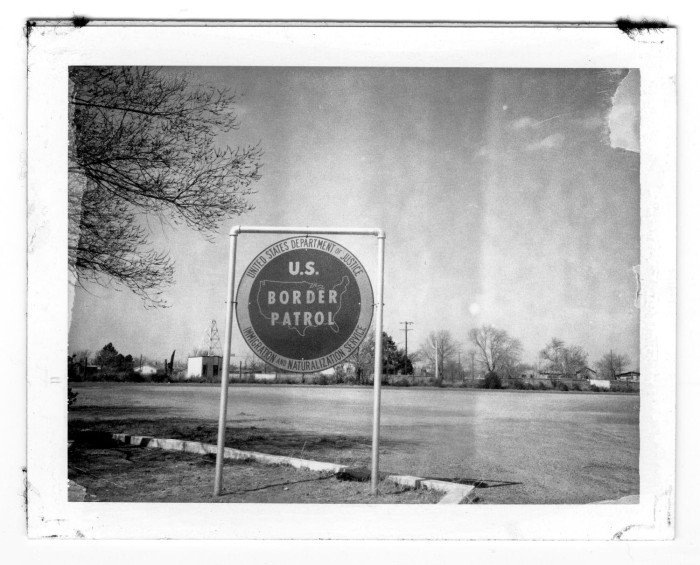 UNITED STATES DEPARTMENT OF JUSTICE
U.S.
BORDER
PATROL
IMMIGRATION AND NATURALIZATION SERVICE